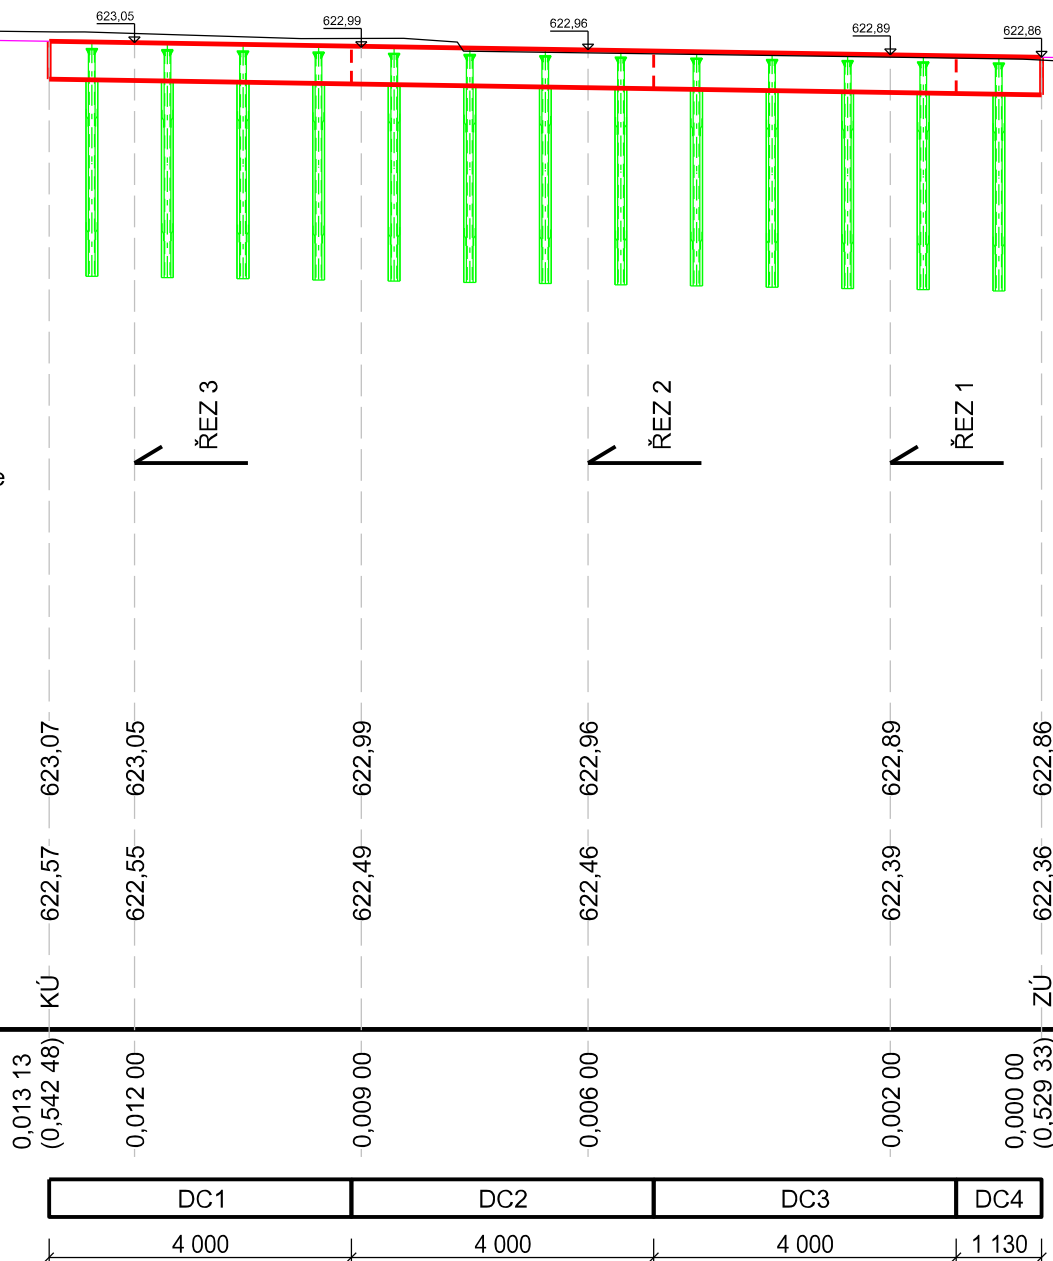 623,05
622,99
622,96
622,89
622,86
ŘEZ 3
ŘEZ 2
ŘEZ 1
e
623,07
623,05
622,99
622,96
622,89
622,86
622,57
622,55
622,49
622,46
622,39
622,36
KÚ
ZÚ
0,013 13
(0,542 48)
0,012 00
0,009 00
0,006 00
0,002 00
0,000 00
(0,529 33)
DC1
DC2
DC3
DC4
4 000
4 000
4 000
1 130